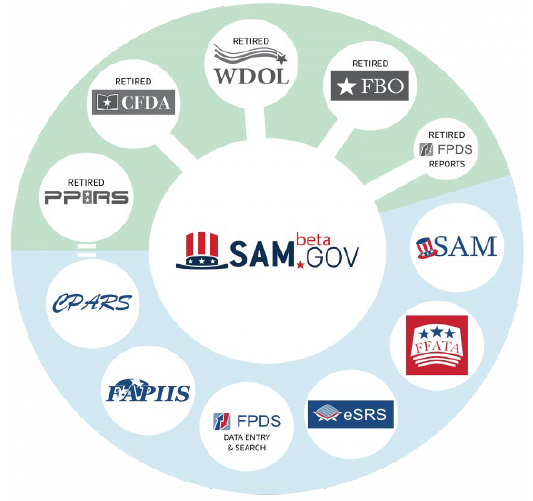 RETIRED
WDOL
RETIRED
FBO
RETIRED
FPDS
REPORTS
RETIRED
CFDA
RETIRED
PPIRS
beta
SAM.GOV
SAM
FFATA
eSRS
FPDS
DATA ENTRY
& SEARCH
FAPIIS
CPARS